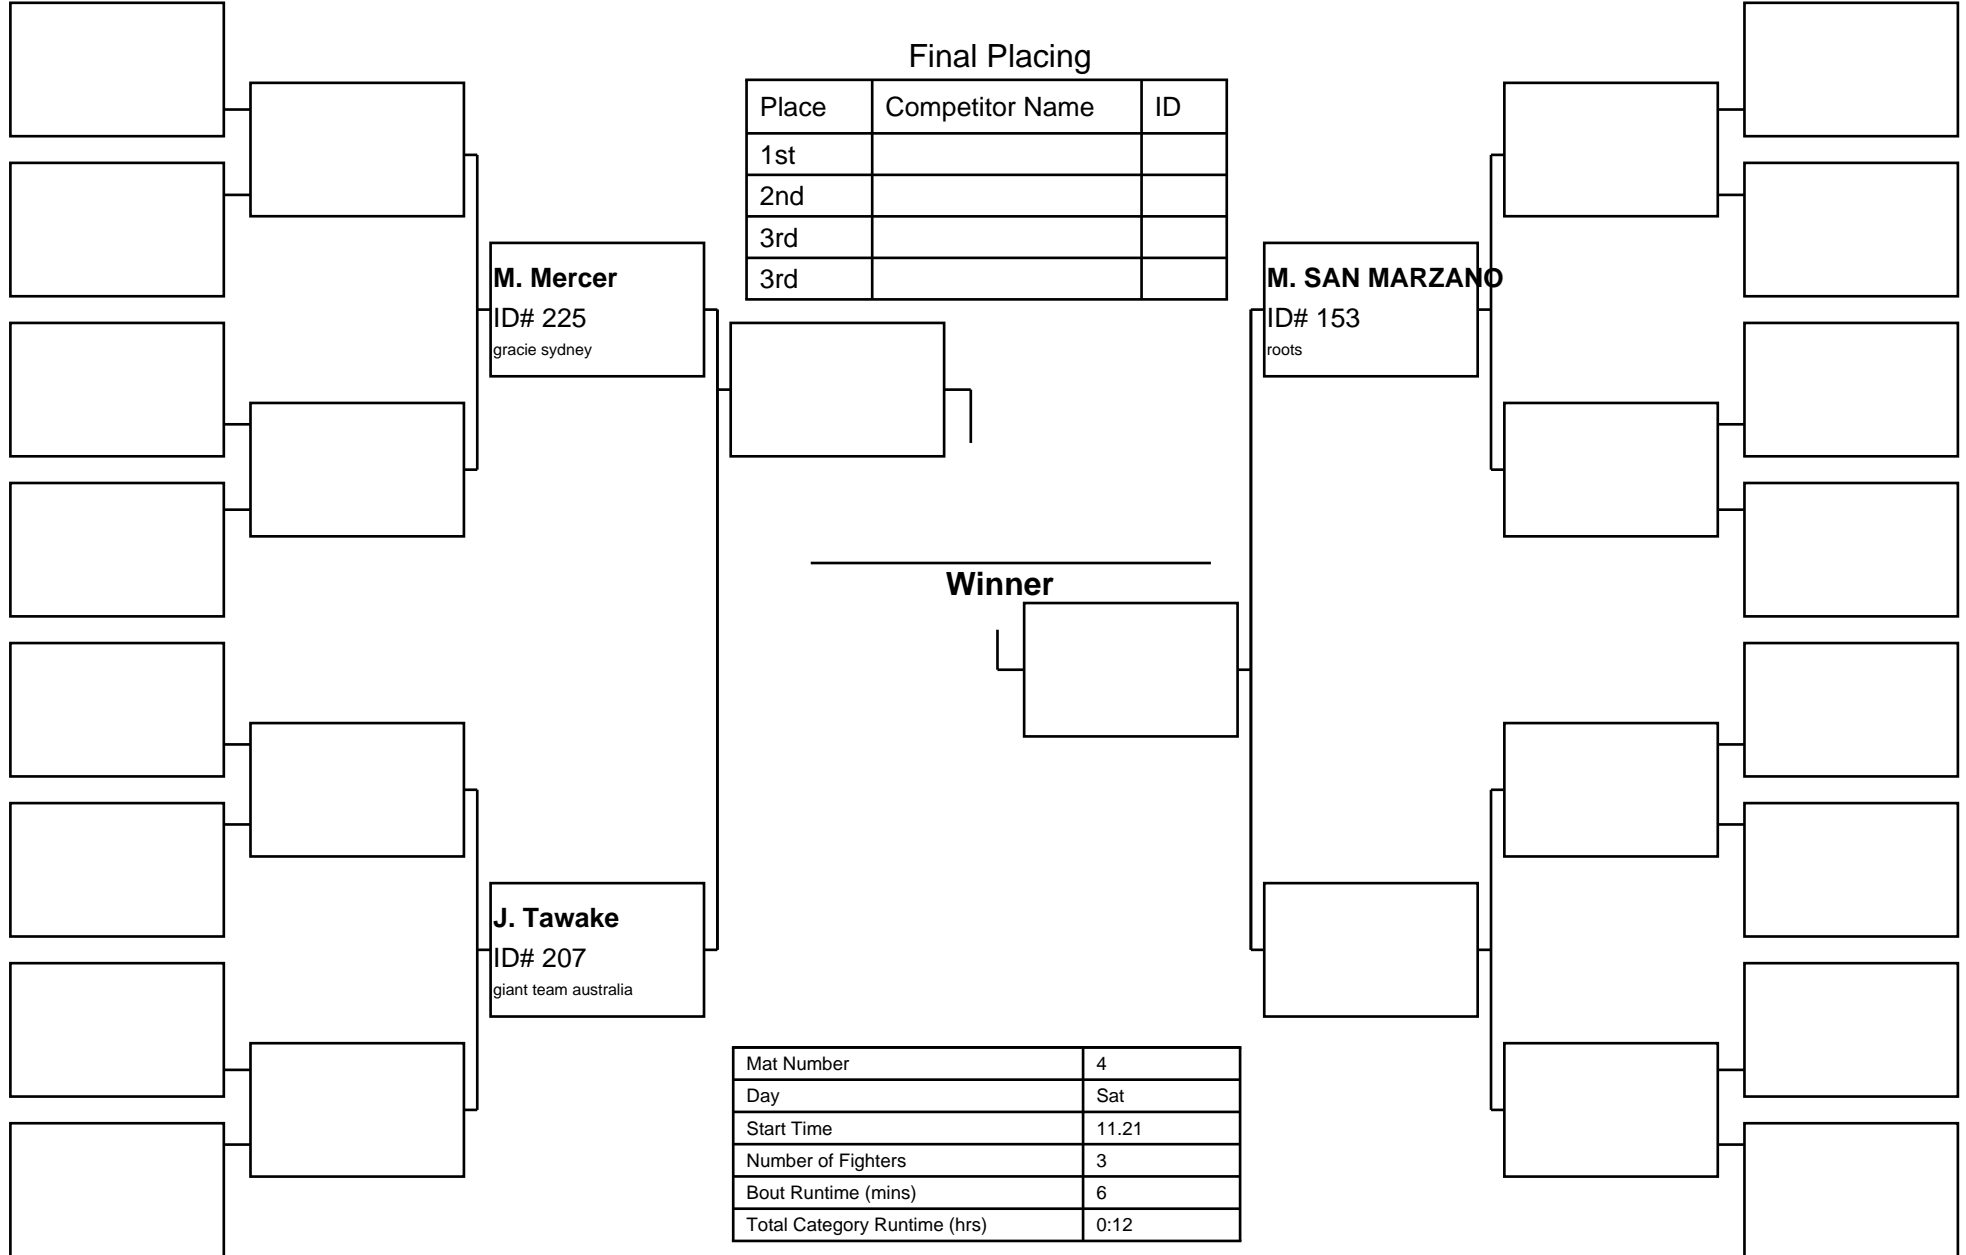 Final Placing
Place Competitor Name ID
1st
2nd
3rd
3rd
M. Mercer
ID# 225
gracie sydney
M. SAN MARZANO
ID# 153
roots
Winner
J. Tawake
ID# 207
giant team australia
Mat Number 4
Day Sat
Start Time 11.21
Number of Fighters 3
Bout Runtime (mins) 6
Total Category Runtime (hrs) 0:12